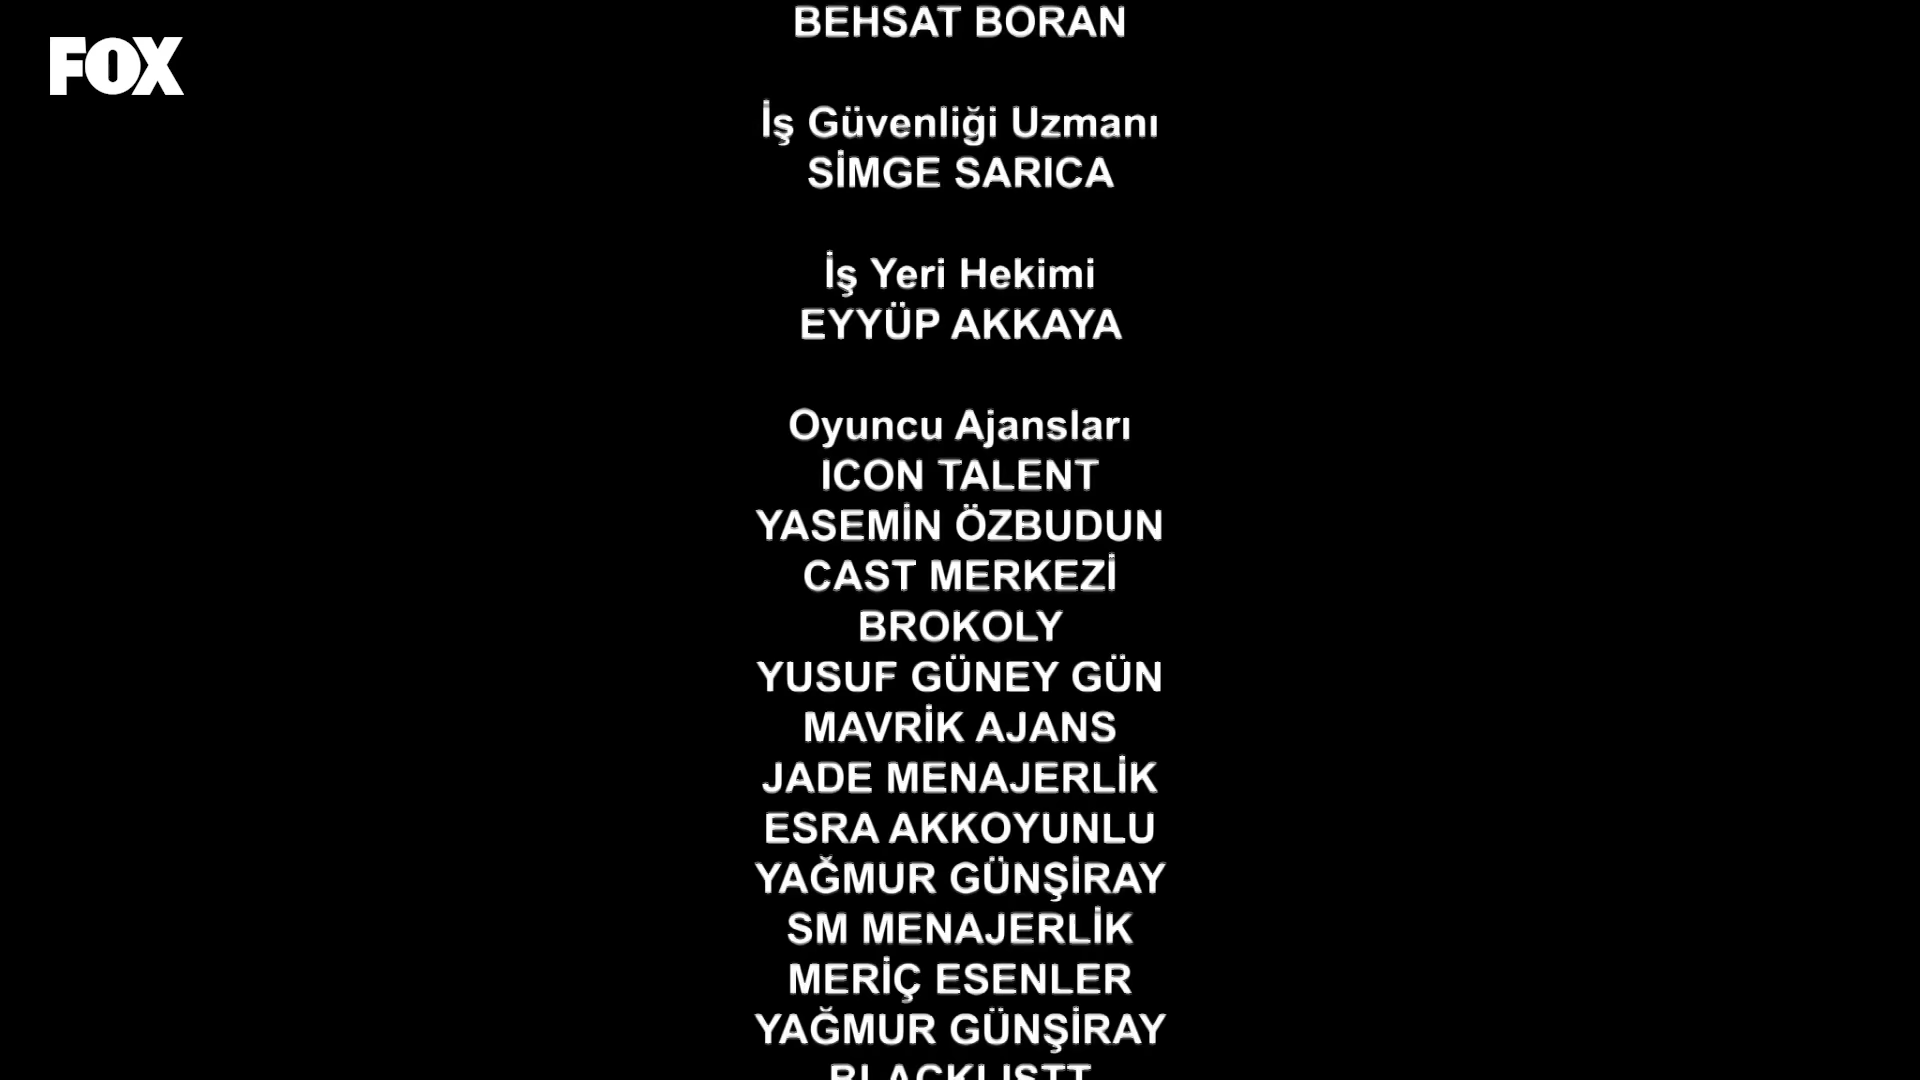 FOX
BEHSAT BORAN
İş Güvenliği Uzmanı
SİMGE SARICA
İş Yeri Hekimi
EYYÜP AKKAYA
Oyuncu Ajansları
ICON TALENT
YASEMİN ÖZBUDUN
CAST MERKEZİ
BROKOLY
YUSUF GÜNEY GÜN
MAVRİK AJANS
JADE MENAJERLİK
ESRA AKKOYUNLU
YAĞMUR GÜNŞİRAY
SM MENAJERLİK
MERİÇ ESENLER
YAĞMUR GÜNŞİRAY
BLACKLISTT